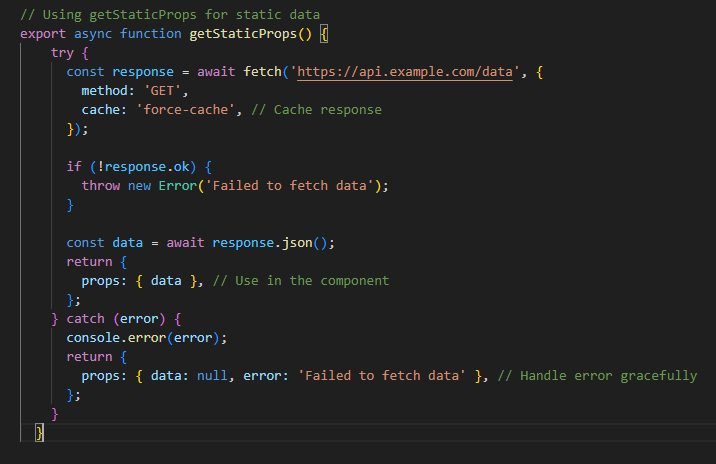 // Using getStaticProps for static data
export async function getStaticProps() {
    try {
      const response = await fetch('https://api.example.com/data', {
        method: 'GET',
        cache: 'force-cache', // Cache response
      });

      if (!response.ok) {
        throw new Error('Failed to fetch data');
      }

      const data = await response.json();
      return {
        props: { data }, // Use in the component
      };
    } catch (error) {
      console.error(error);
      return {
        props: { data: null, error: 'Failed to fetch data' }, // Handle error gracefully
      };
    }
  }